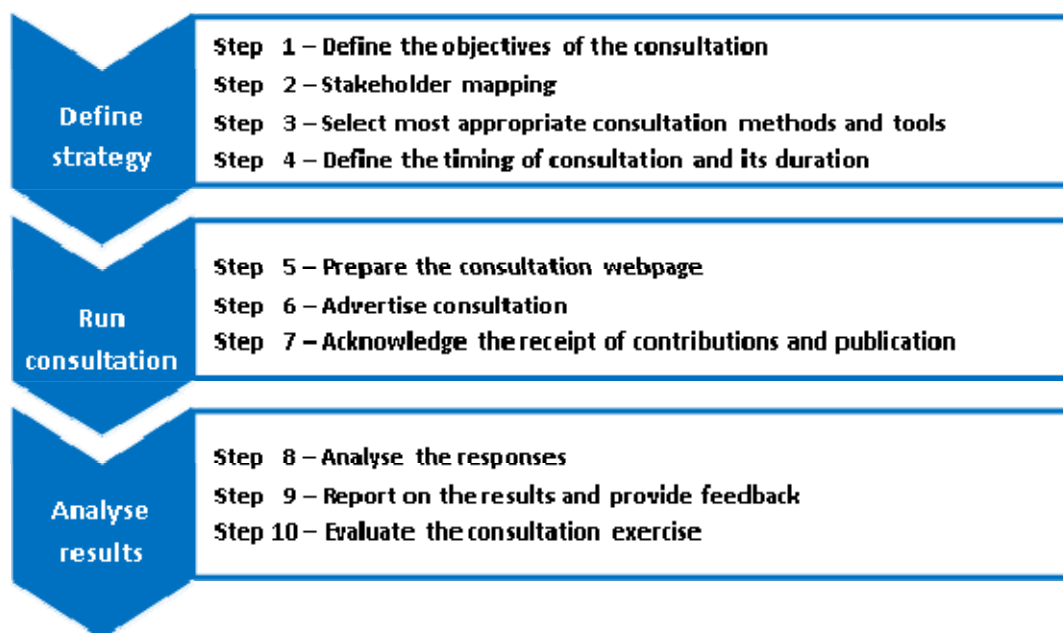 Define
strategy
Step 1 – Define the objectives of the consultation
Step 2 – Stakeholder mapping
Step 3 – Select most appropriate consultation methods and tools
Step 4 – Define the timing of consultation and its duration
Run
consultation
Step 5 – Prepare the consultation webpage
Step 6 – Advertise consultation
Step 7 – Acknowledge the receipt of contributions and publication
Analyse
results
Step 8 – Analyse the responses
Step 9 – Report on the results and provide feedback
Step 10 – Evaluate the consultation exercise